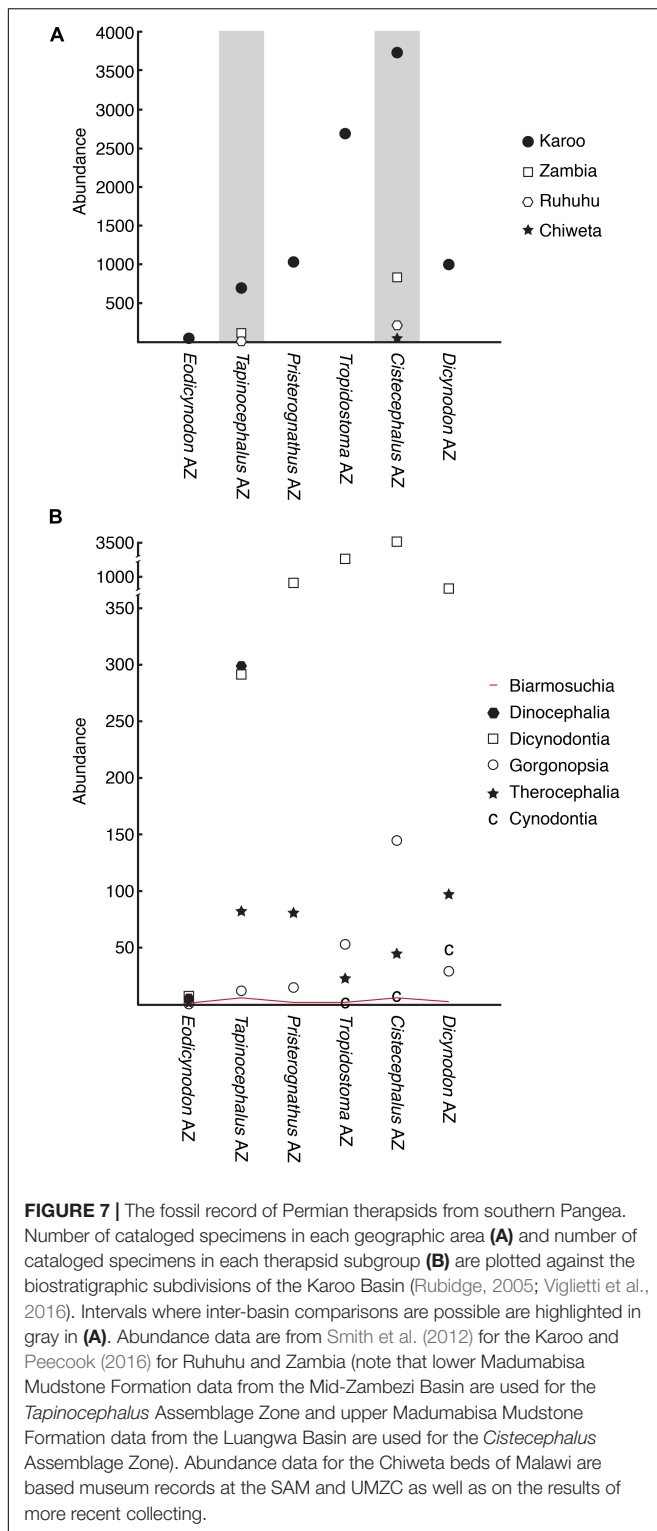 A
4000
3500
3000
2500
2000
1500
1000
500
Abundance
Karoo
Zambia
Ruhuhu
Chiweta
Eodicynodon AZ
Tapinocephalus AZ
Pristerognathus AZ
Tropidostoma AZ
Cistecephalus AZ
Dicynodon AZ
B
3500
1000
350
300
250
200
150
100
50
Abundance
Biarmosuchia
Dinocephalia
Dicynodontia
Gorgonopsia
Therocephalia
c Cynodontia
c
c
c
Eodicynodon AZ
Tapinocephalus AZ
Pristerognathus AZ
Tropidostoma AZ
Cistecephalus AZ
Dicynodon AZ
FIGURE 7 | The fossil record of Permian therapsids from southern Pangea.
Number of cataloged specimens in each geographic area (A) and number of
cataloged specimens in each therapsid subgroup (B) are plotted against the
biostratigraphic subdivisions of the Karoo Basin (Rubidge, 2005; Viglietti et al.,
2016). Intervals where inter-basin comparisons are possible are highlighted in
gray in (A). Abundance data are from Smith et al. (2012) for the Karoo and
Peecook (2016) for Ruhuhu and Zambia (note that lower Madumabisa
Mudstone Formation data from the Mid-Zambezi Basin are used for the
Tapinocephalus Assemblage Zone and upper Madumabisa Mudstone
Formation data from the Luangwa Basin are used for the Cistecephalus
Assemblage Zone). Abundance data for the Chiweta beds of Malawi are
based museum records at the SAM and UMZC as well as on the results of
more recent collecting.